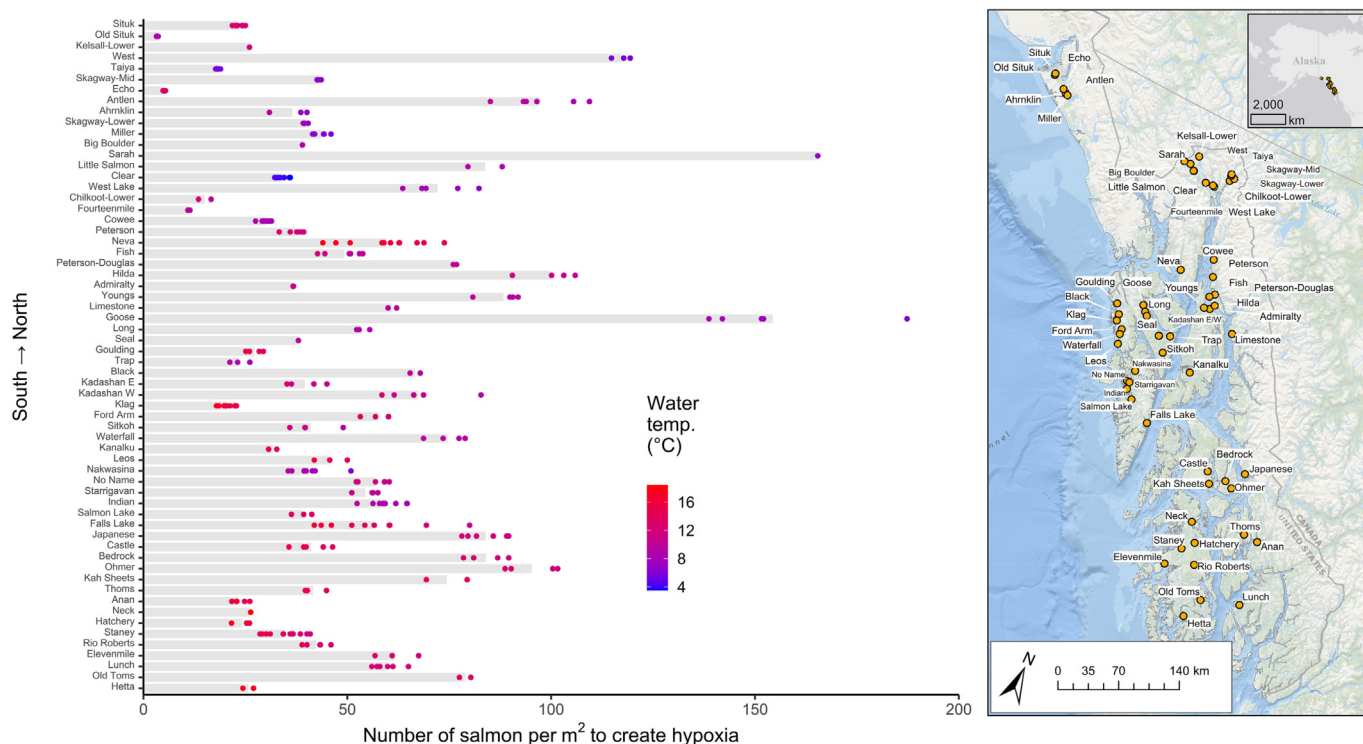 Situk
Old Situk
Kelsall-Lower
West
Taiya
Skagway-Mid
Echo
Antlen
Ahrnklin
Skagway-Lower
Miller
Big Boulder
Sarah
Little Salmon
Clear
West Lake
Chilkoot-Lower
Fourteenmile
Cowee
Peterson
Neva
Fish
Peterson-Douglas
Hilda
Admiralty
Youngs
Limestone
Goose
Long
Seal
Goulding
Trap
Black
Kadashan E
Kadashan W
Klag
Ford Arm
Sitkoh
Waterfall
Kanalku
Leos
Nakwasina
No Name
Starrigavan
Indian
Salmon Lake
Falls Lake
Japanese
Castle
Bedrock
Ohmer
Kah Sheets
Thoms
Anan
Neck
Hatchery
Staney
Rio Roberts
Elevenmile
Lunch
Old Toms
Hetta
South → North
0 50 100 150 200
Number of salmon per m² to create hypoxia
Water
temp.
(°C)
16
12
8
4
Situk
Echo
Old Situk
Antlen
Ahrnklin
Miller
Alaska
2,000
km
Kelsall-Lower
Sarah
West
Taiya
Big Boulder
Skagway-Mid
Little Salmon
Clear
Skagway-Lower
Chilkoot-Lower
Fourteenmile
West Lake
Cowee
Neva
Peterson
Goulding
Goose
Youngs
Fish
Peterson-Douglas
Black
Long
Hilda
Klag
Seal
Kadashan E/W
Admiralty
Ford Arm
Trap
Limestone
Waterfall
Sitkoh
Leos
Nakwasina
Kanalku
No Name
Starrigavan
Indian
Salmon Lake
Falls Lake
Bedrock
Castle
Japanese
Kah Sheets
Ohmer
Neck
Thoms
Staney
Hatchery
Anan
Elevenmile
Rio Roberts
CANADA
UNITED STATES
Old Toms
Lunch
Hetta
N
0 35 70 140 km